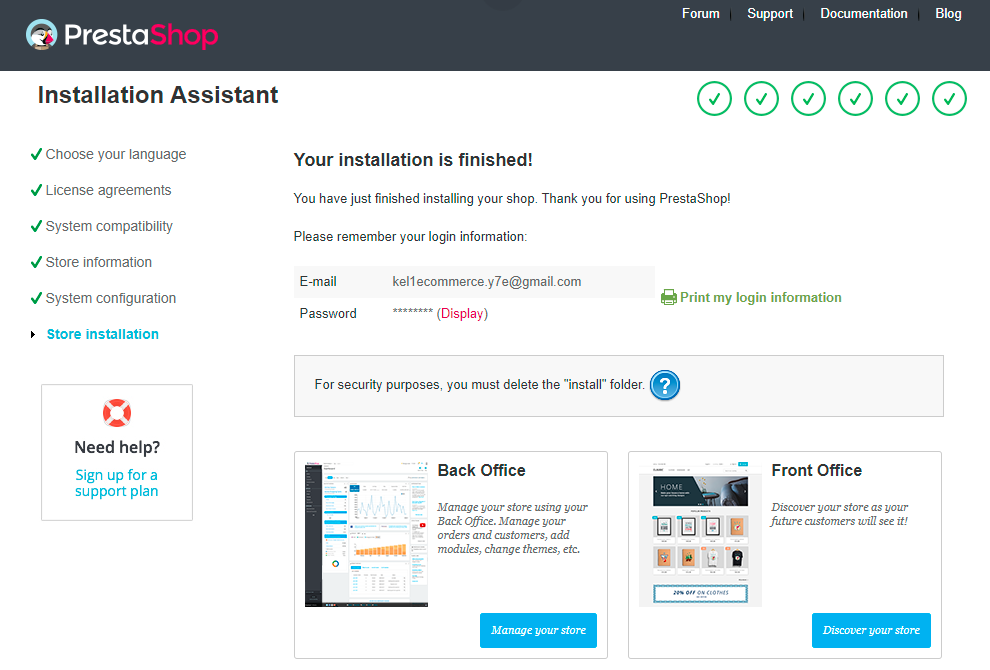 Forum
Support
Documentation
Blog
PrestaShop
Installation Assistant
Choose your language
License agreements
System compatibility
Store information
System configuration
Store installation
Need help?
Sign up for a
support plan
Your installation is finished!
You have just finished installing your shop. Thank you for using PrestaShop!
Please remember your login information:
E-mail kel1ecommerce.y7e@gmail.com
Password ******** (Display)
Print my login information
For security purposes, you must delete the "install" folder. ?
Back Office
Manage your store using your
Back Office. Manage your
orders and customers, add
modules, change themes, etc.
Manage your store
Front Office
Discover your store as your
future customers will see it!
HOME
20% OFF ON CLOTHES
Discover your store